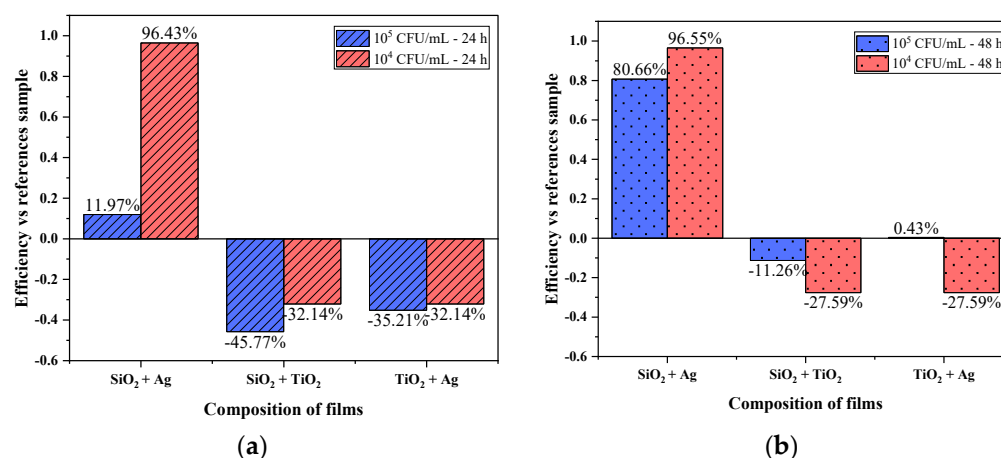 96.43%
10⁵ CFU/mL - 24 h
10⁴ CFU/mL - 24 h
1.0
0.8
0.6
0.4
0.2
0.0
-0.2
-0.4
-0.6
Efficiency vs references sample
11.97%
-45.77%
-32.14%
-35.21%
-32.14%
SiO₂ + Ag
SiO₂ + TiO₂
TiO₂ + Ag
Composition of films
(a)
96.55%
10⁵ CFU/mL - 48 h
10⁴ CFU/mL - 48 h
1.0
0.8
0.6
0.4
0.2
0.0
-0.2
-0.4
-0.6
Efficiency vs references sample
80.66%
-11.26%
-27.59%
0.43%
-27.59%
SiO₂ + Ag
SiO₂ + TiO₂
TiO₂ + Ag
Composition of films
(b)